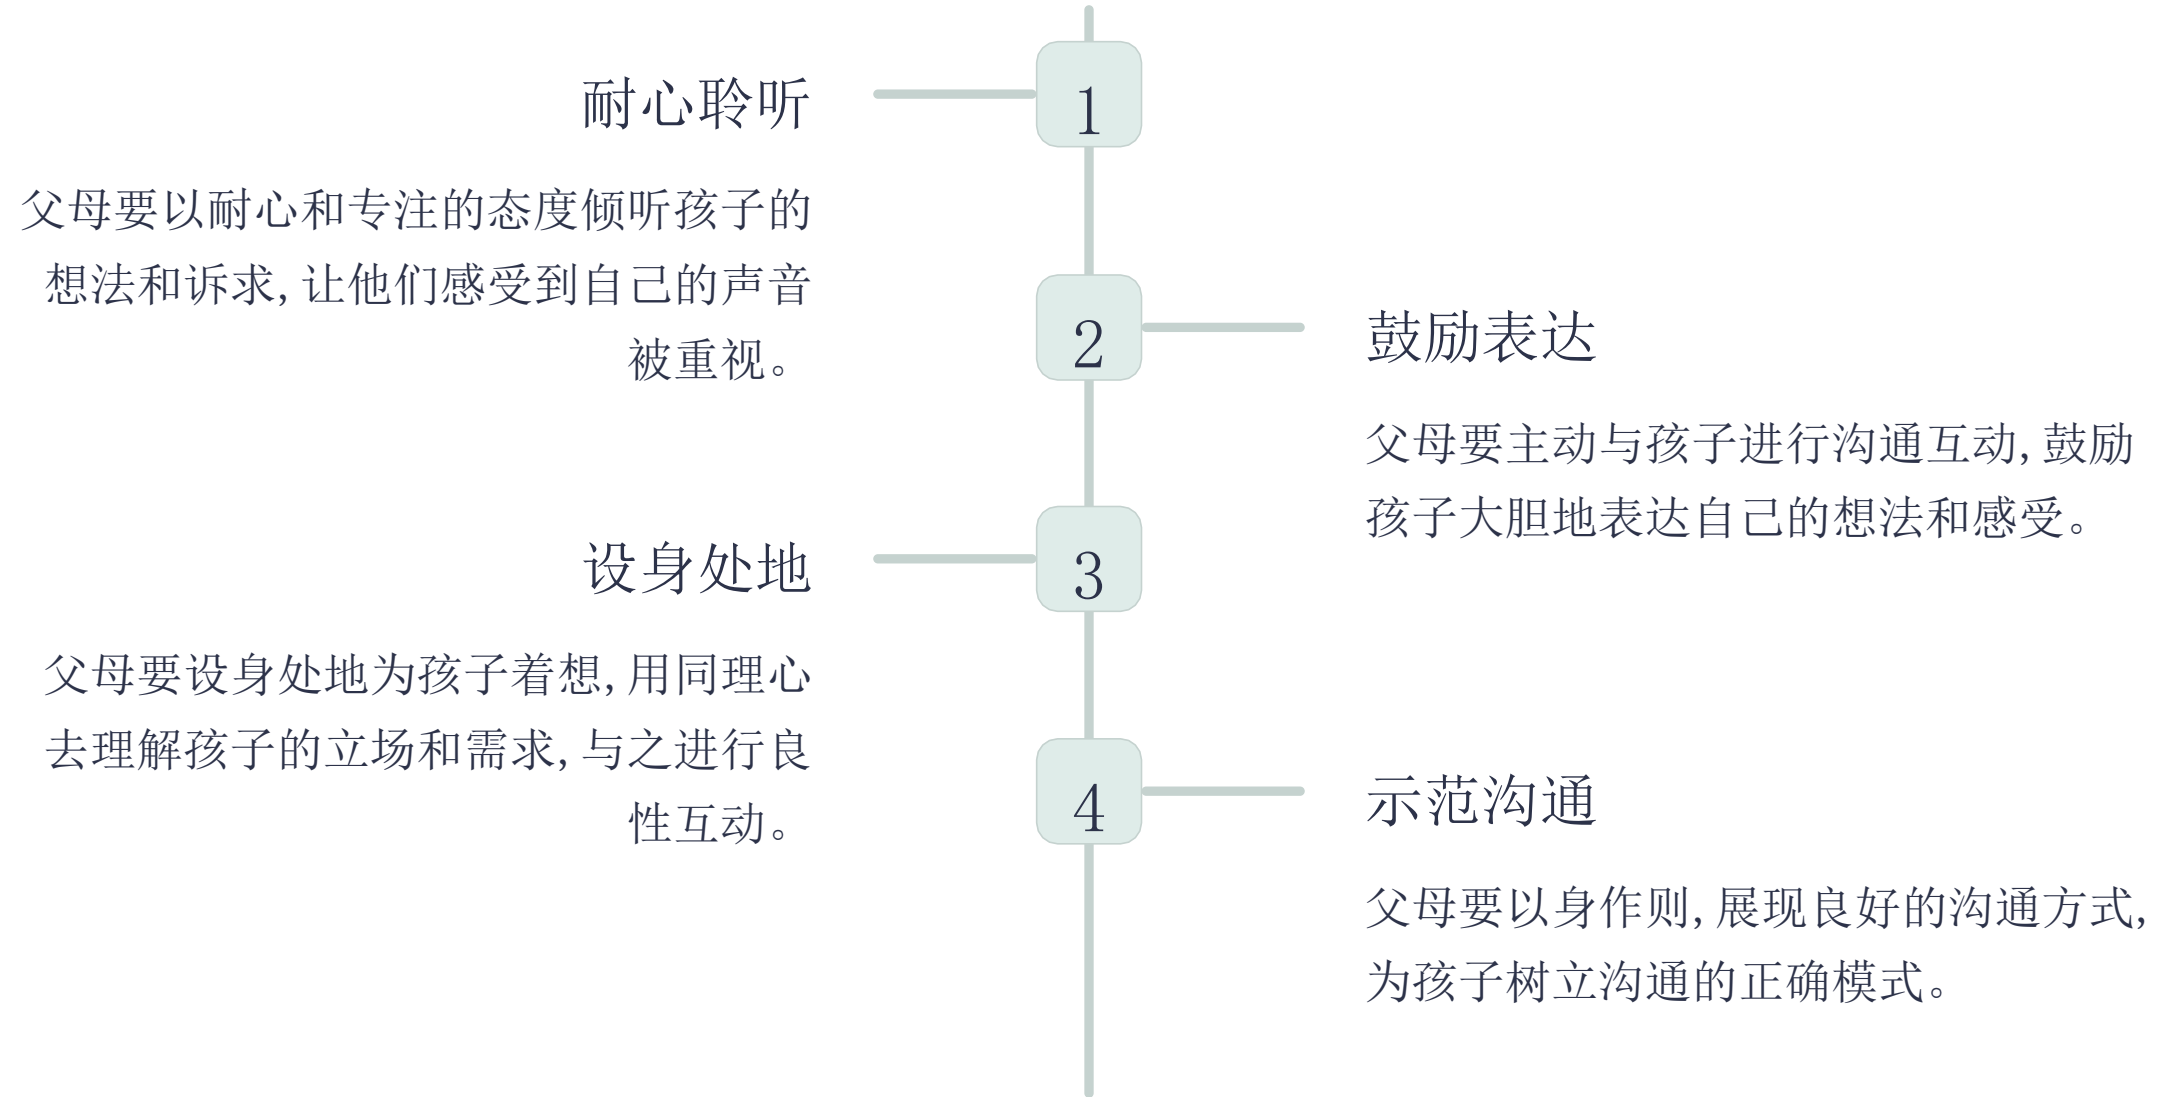 1
耐心聆听
父母要以耐心和专注的态度倾听孩子的
想法和诉求,让他们感受到自己的声音
被重视。
2
鼓励表达
父母要主动与孩子进行沟通互动,鼓励
孩子大胆地表达自己的想法和感受。
3
设身处地
父母要设身处地为孩子着想,用同理心
去理解孩子的立场和需求,与之进行良
性互动。
4
示范沟通
父母要以身作则,展现良好的沟通方式,
为孩子树立沟通的正确模式。